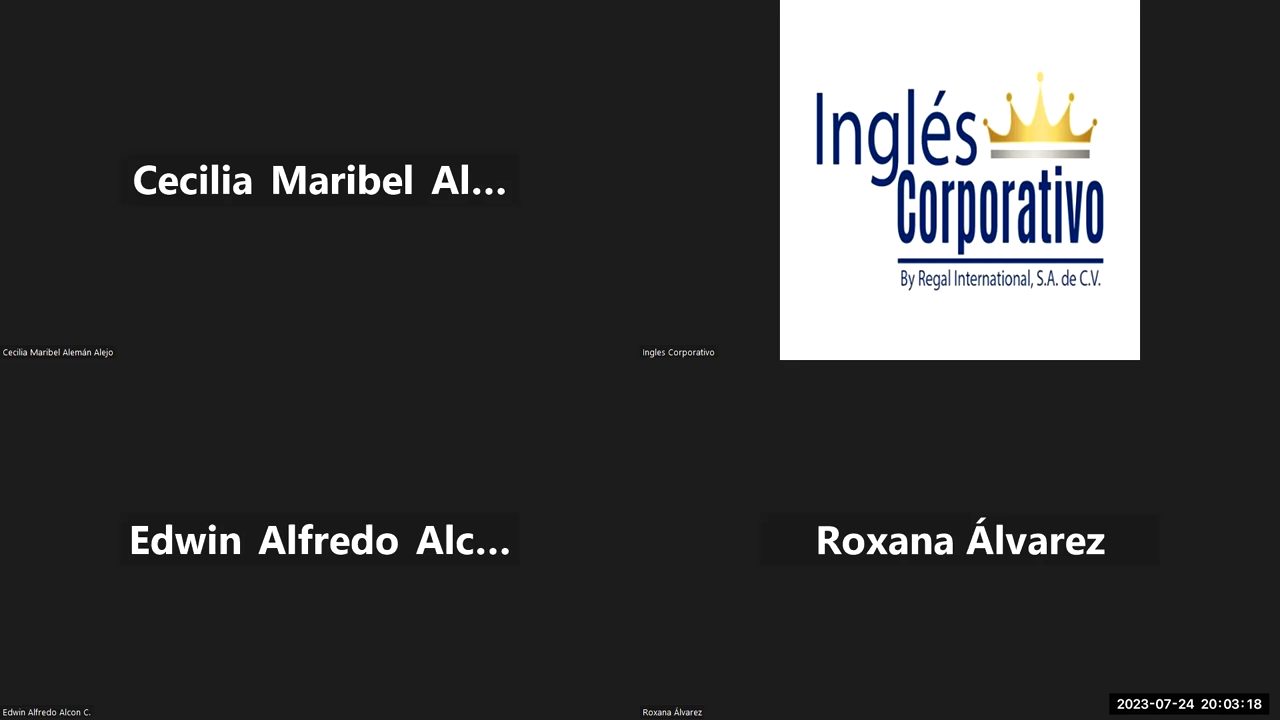 Cecilia Maribel Al...
Inglés
Corporativo
By Regal International, S.A. de C.V.
Cecilia Maribel Alemán Alejo
Ingles Corporativo
Edwin Alfredo Alc...
Roxana Álvarez
Edwin Alfredo Alcon C.
Roxana Álvarez
2023-07-24 20:03:18